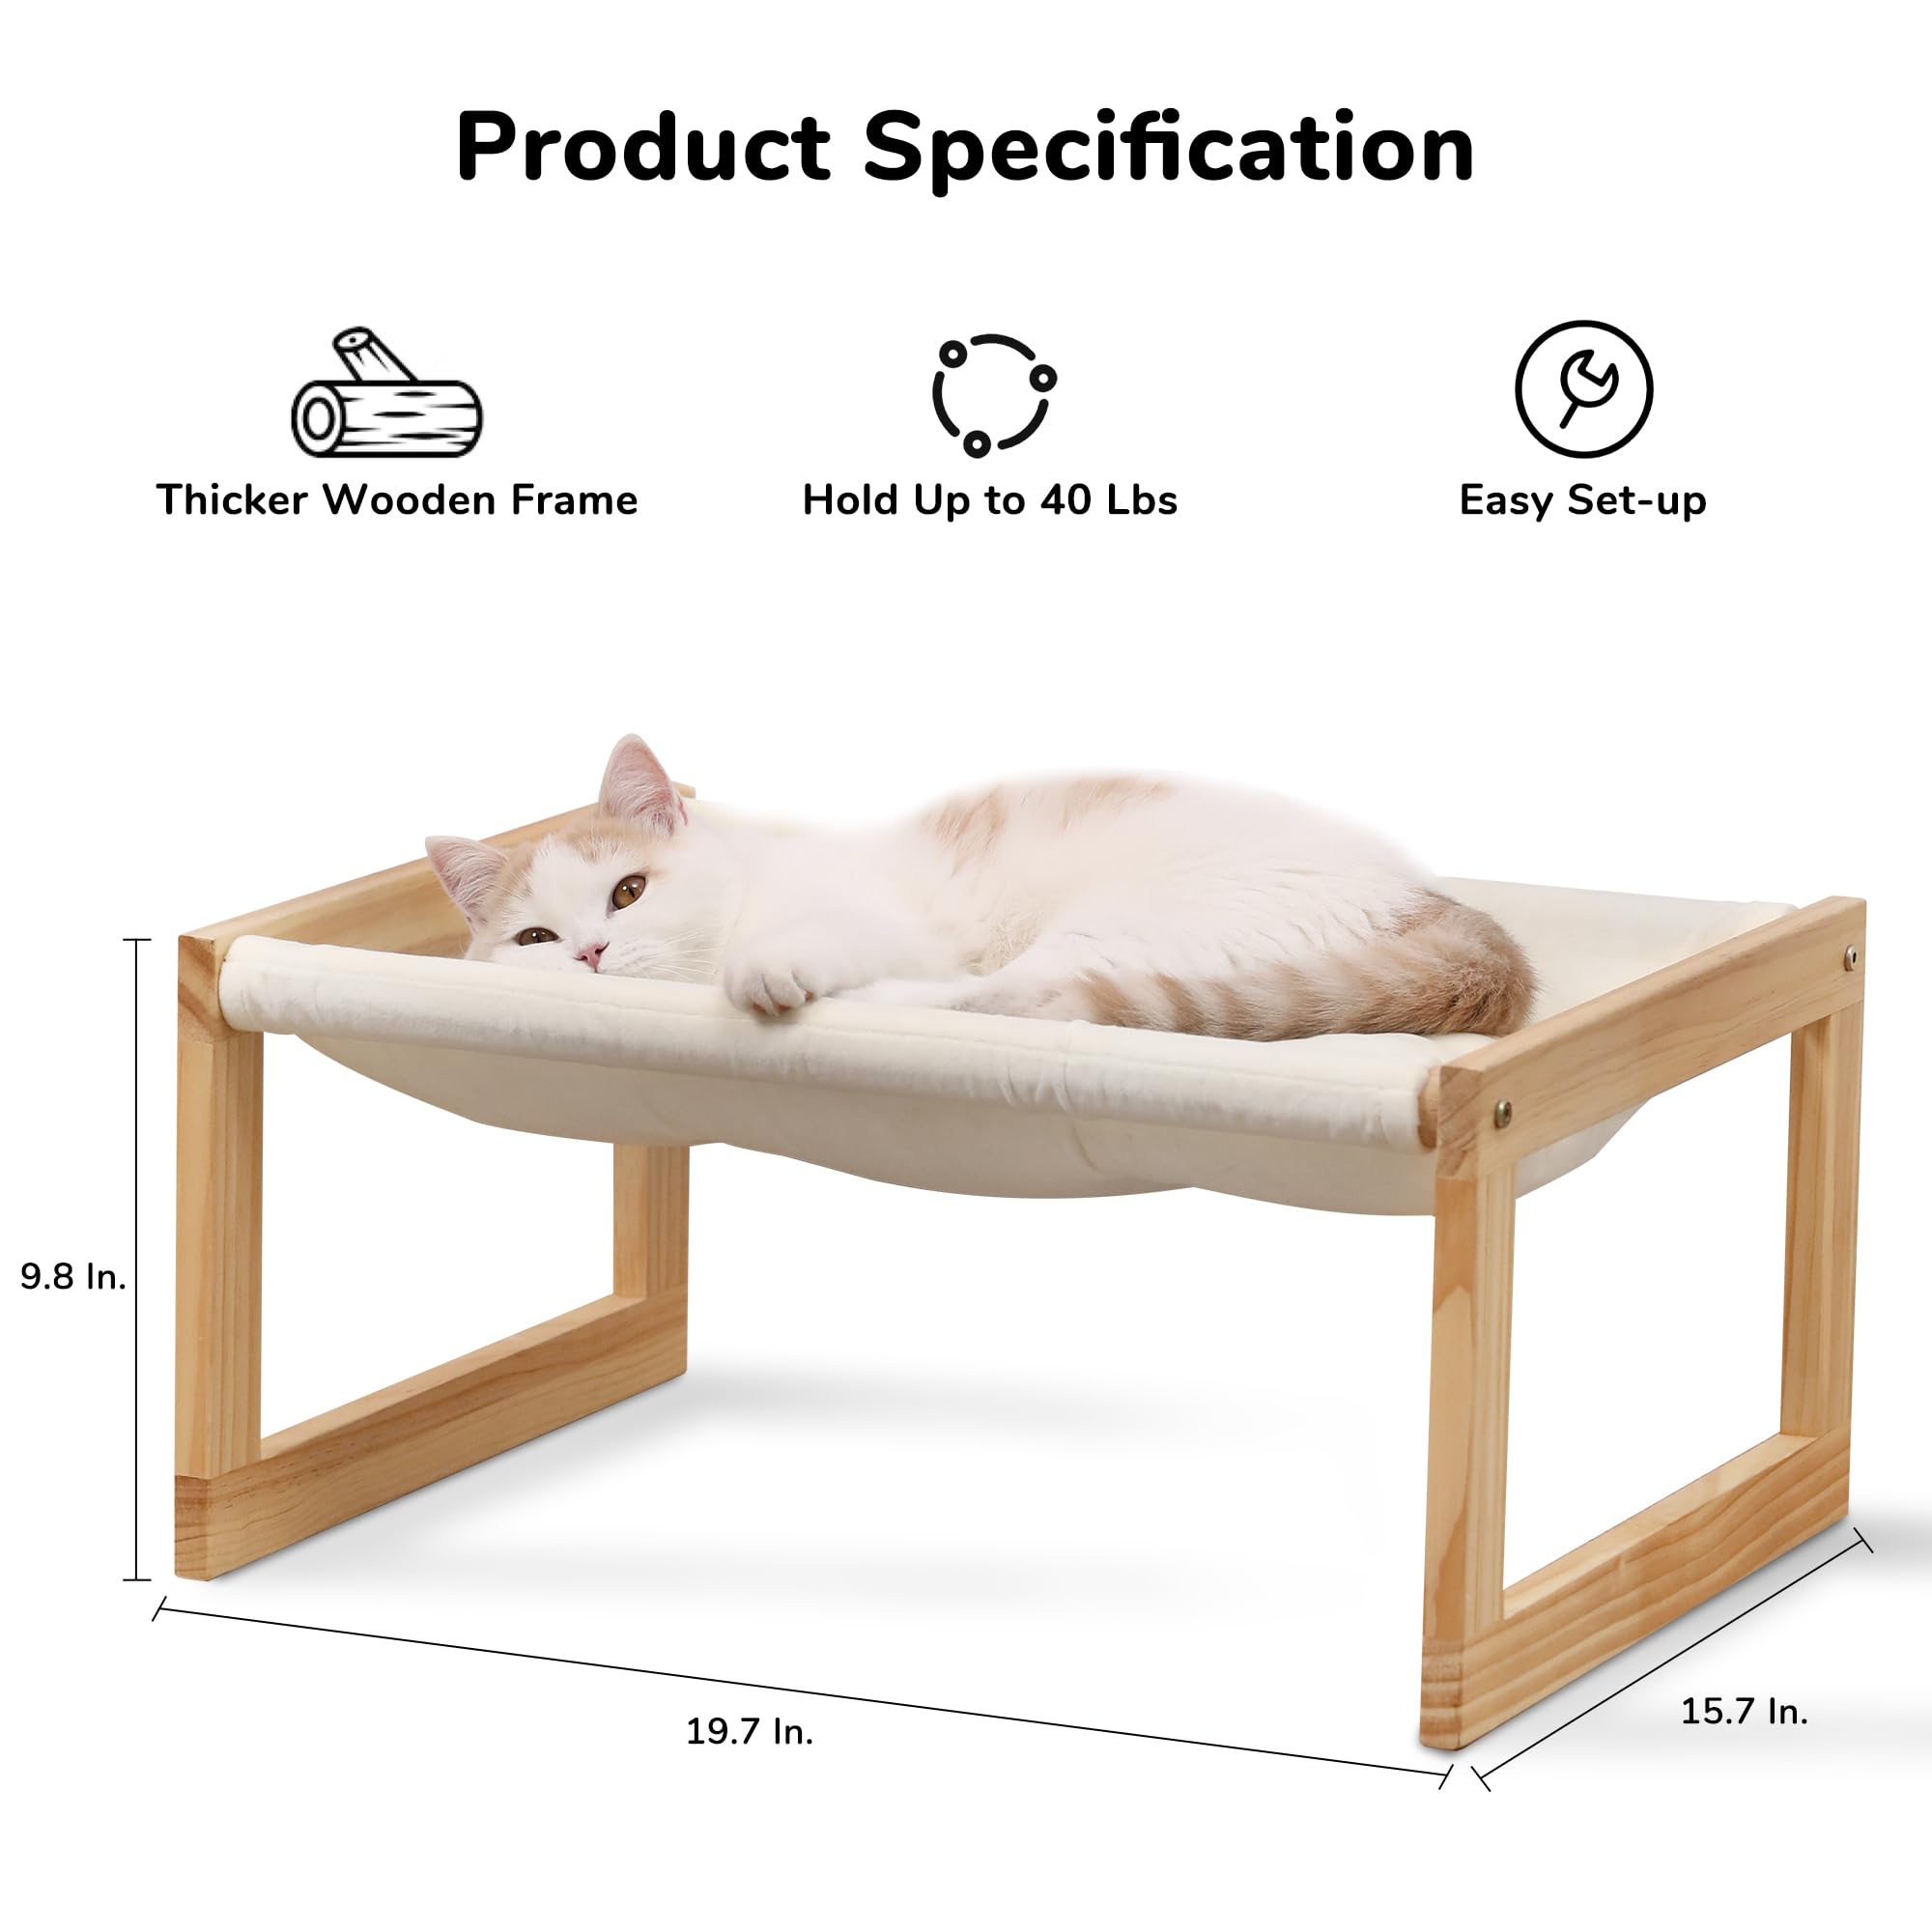 Product Specification
Thicker Wooden Frame
Hold Up to 40 Lbs
Easy Set-up
9.8 In.
19.7 In.
15.7 In.